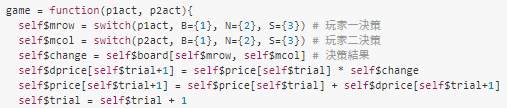 game = function(p1act, p2act){
self$mrow = switch(p1act, B={1}, N={2}, S={3}) # 玩家一決策
self$mcol = switch(p2act, B={1}, N={2}, S={3}) # 玩家二決策
self$change = self$board[self$mrow, self$mcol] # 決策結果
self$dprice[self$trial+1] = self$price[self$trial] * self$change
self$price[self$trial+1] = self$price[self$trial] + self$dprice[self$trial+1]
self$trial = self$trial + 1